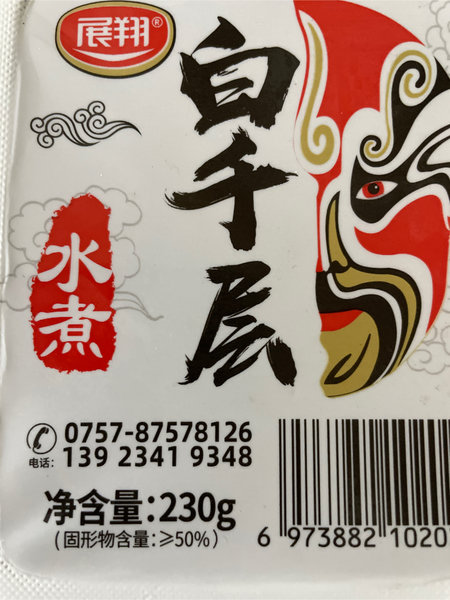 展翔®
白千层
水煮
0757-87578126
电话: 139 2341 9348
净含量:230g
(固形物含量:≥50%)
6 973882 10201